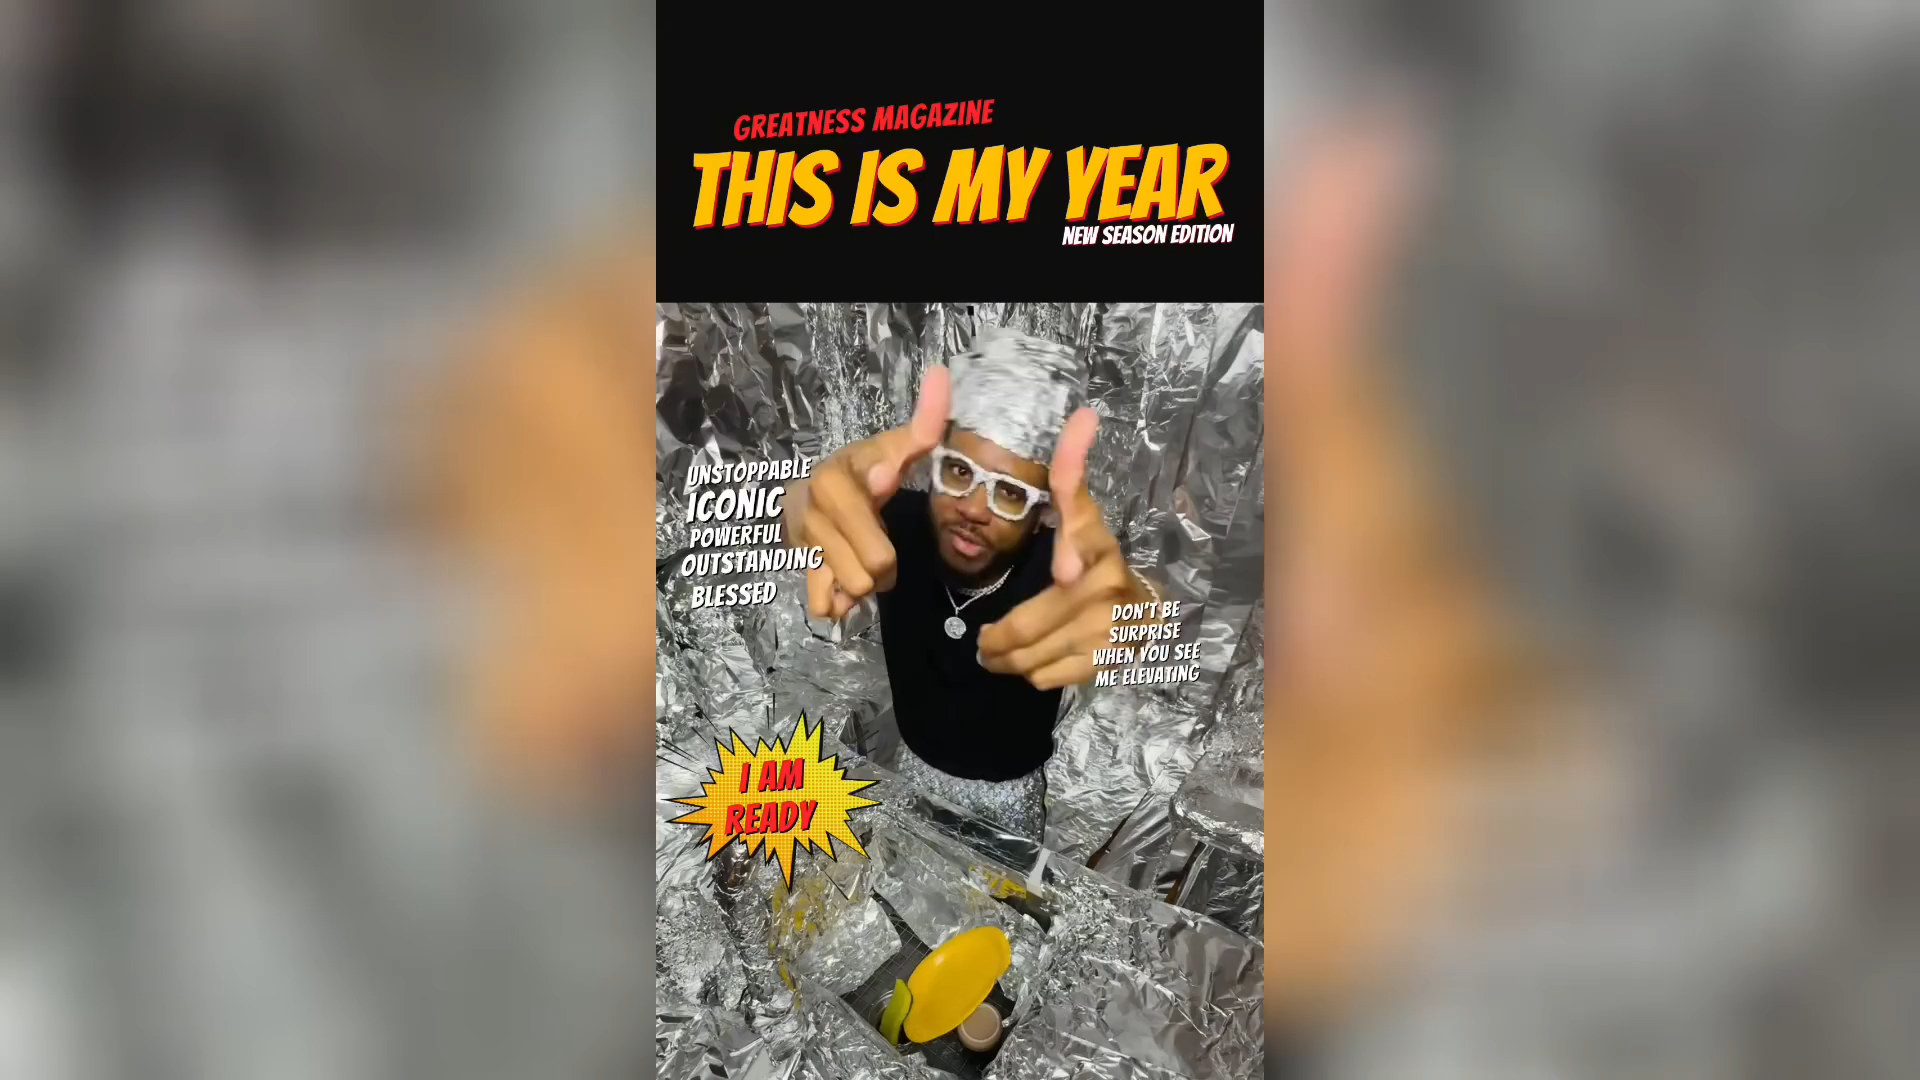 GREATNESS MAGAZINE
THIS IS MY YEAR
NEW SEASON EDITION
UNSTOPPABLE
ICONIC
POWERFUL
OUTSTANDING
BLESSED
DON'T BE
SURPRISE
WHEN YOU SEE
ME ELEVATING
I AM
READY